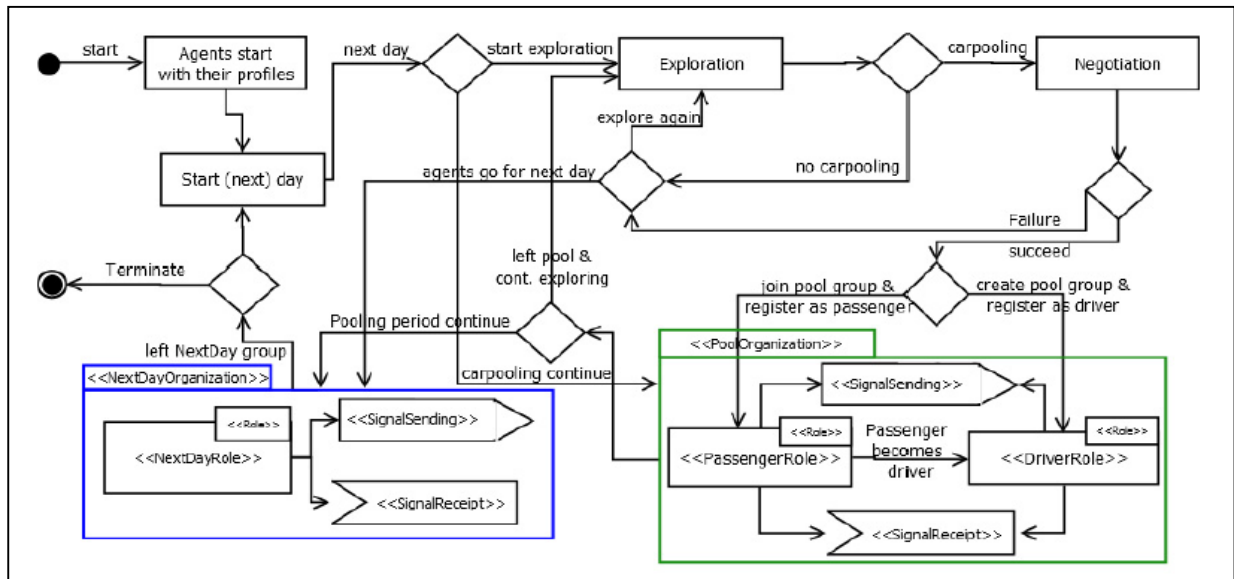 start
Agents start
with their profiles
next day
start exploration
Exploration
carpooling
Negotiation
explore again
Start (next) day
agents go for next day
no carpooling
Failure
succeed
Terminate
left pool &
cont. exploring
join pool group &
register as passenger
create pool group &
register as driver
Pooling period continue
<<PoolOrganization>>
left NextDay group
<<NextDayOrganization>>
carpooling continue
<<SignalSending>>
<<SignalSending>>
<<Role>>
<<NextDayRole>>
<<Role>>
<<PassengerRole>>
Passenger
becomes
driver
<<Role>>
<<DriverRole>>
<<SignalReceipt>>
<<SignalReceipt>>